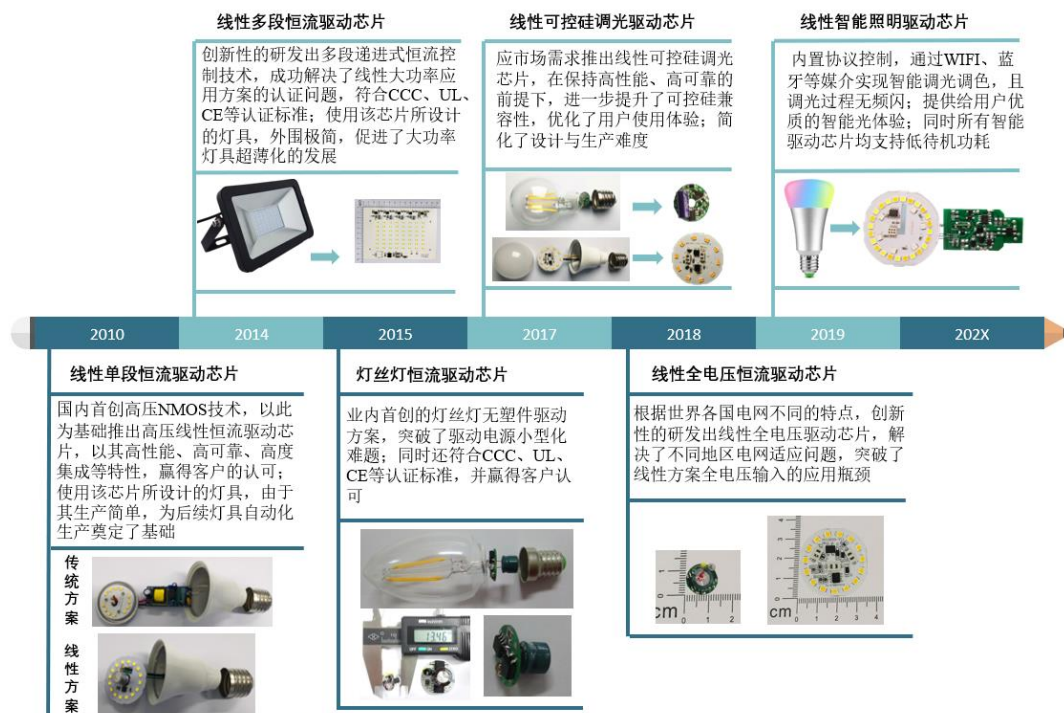 线性多段恒流驱动芯片
创新性的研发出多段递进式恒流控
制技术，成功解决了线性大功率应
用方案的认证问题，符合CCC、UL、
CE等认证标准；使用该芯片所设计
的灯具，外围极简，促进了大功率
灯具超薄化的发展
线性可控硅调光驱动芯片
应市场需求推出线性可控硅调光
芯片，在保持高性能、高可靠的
前提下，进一步提升了可控硅兼
容性，优化了用户使用体验；简
化了设计与生产难度
线性智能照明驱动芯片
内置协议控制，通过WIFI、蓝
牙等媒介实现智能调光调色，且
调光过程无频闪；提供给用户优
质的智能光体验；同时所有智能
驱动芯片均支持低待机功耗
2010
2014
2015
2017
2018
2019
202X
线性单段恒流驱动芯片
国内首创高压NMOS技术，以此
为基础推出高压线性恒流驱动芯
片，以其高性能、高可靠、高度
集成等特性，赢得客户的认可；
使用该芯片所设计的灯具，由于
其生产简单，为后续灯具自动化
生产奠定了基础
传统方案
线性方案
灯丝灯恒流驱动芯片
业内首创的灯丝灯无塑件驱动
方案，突破了驱动电源小型化
难题；同时还符合CCC、UL、
CE等认证标准，并赢得客户认
可
13.46
线性全电压恒流驱动芯片
根据世界各国电网不同的特点，创新
性的研发出线性全电压驱动芯片，解
决了不同地区电网适应问题，突破了
线性方案全电压输入的应用瓶颈
1
cm
0 1 2
4
3
2
1
cm
0 1 2 3 4